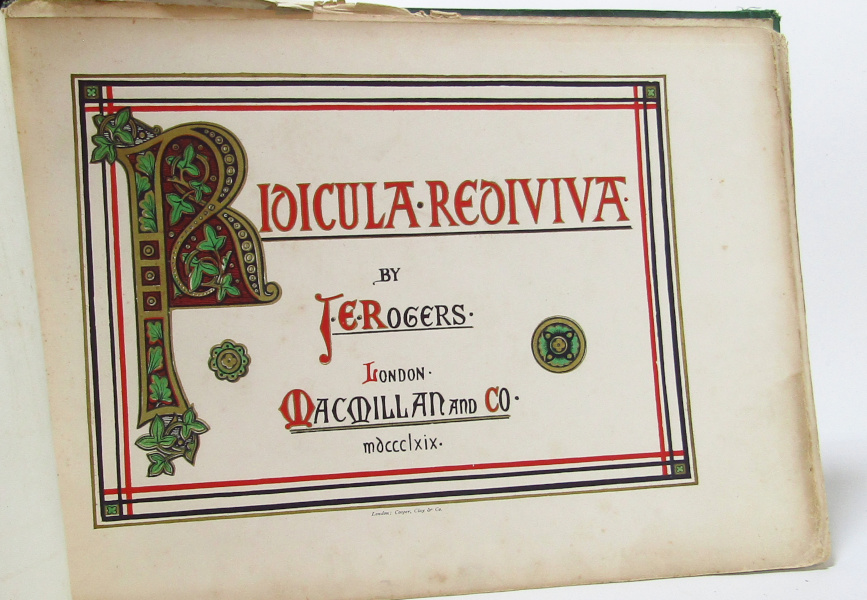 RIDICULA·REDIVIVA·
BY
J·E·ROGERS·
LONDON·
MACMILLAN AND CO·
mdccclxix·
London: Cooper, Clay & Co.